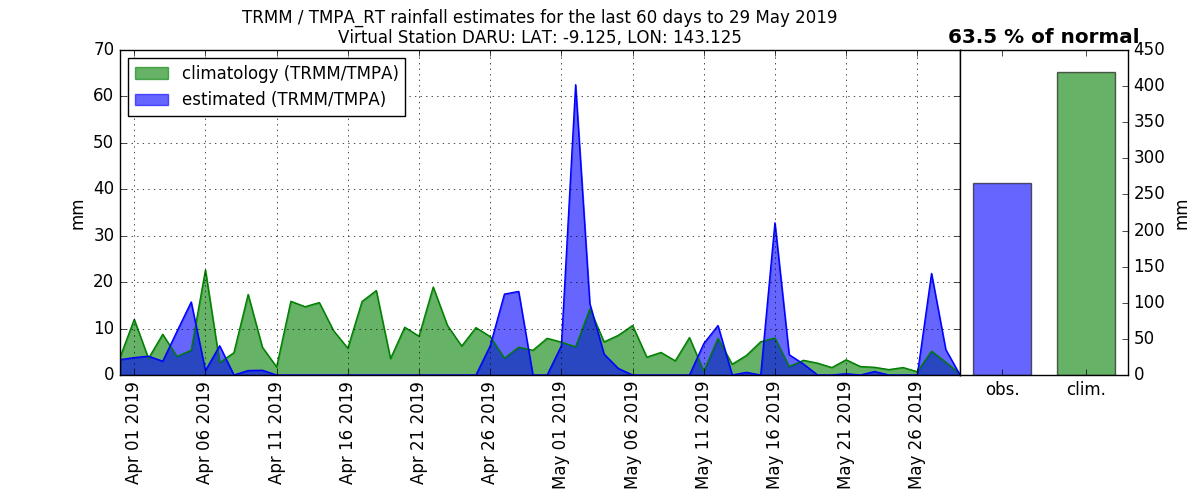 TRMM / TMPA_RT rainfall estimates for the last 60 days to 29 May 2019
Virtual Station DARU: LAT: -9.125, LON: 143.125
63.5 % of normal
climatology (TRMM/TMPA)
estimated (TRMM/TMPA)
70
60
50
40
30
20
10
0
mm
Apr 01 2019
Apr 06 2019
Apr 11 2019
Apr 16 2019
Apr 21 2019
Apr 26 2019
May 01 2019
May 06 2019
May 11 2019
May 16 2019
May 21 2019
May 26 2019
obs.
clim.
450
400
350
300
250
200
150
100
50
0
mm